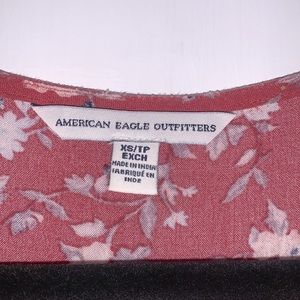 AMERICAN EAGLE OUTFITTERS
XS/TP
EXCH
MADE IN INDIA
FABRIQUÉ EN
INDE